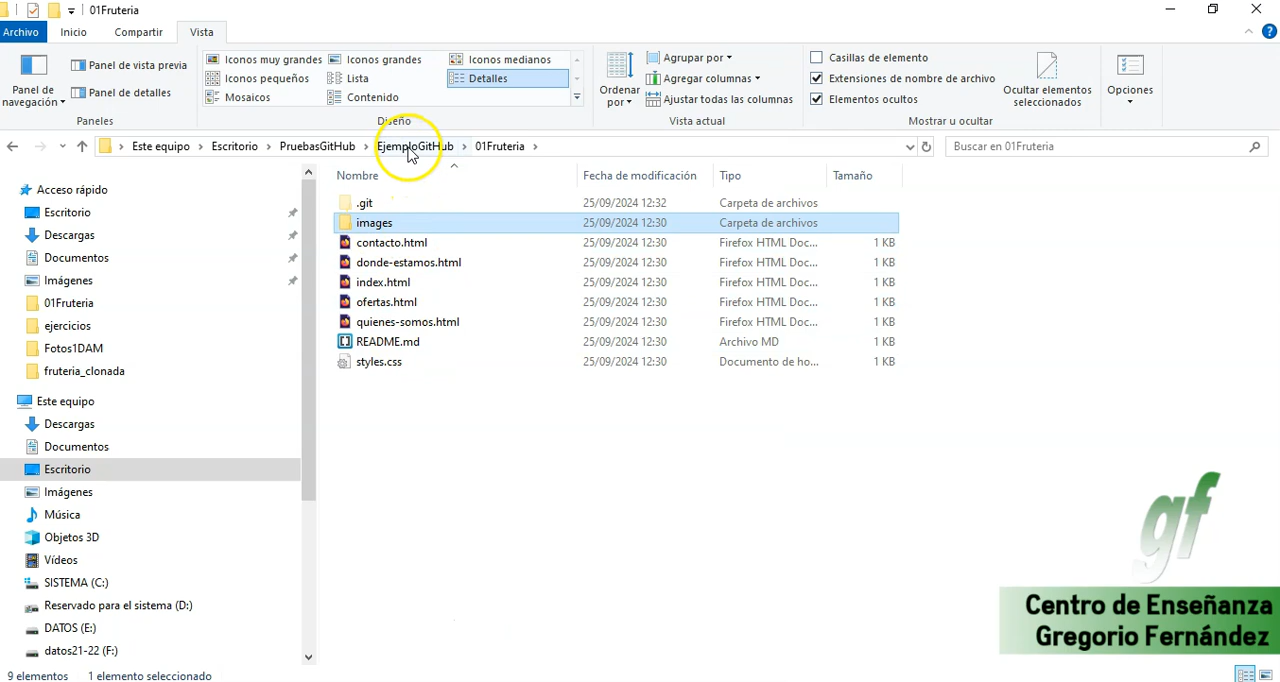 01Fruteria
Archivo Inicio Compartir Vista
Panel de navegación
Panel de vista previa
Panel de detalles
Paneles
Iconos muy grandes Iconos grandes Iconos medianos
Iconos pequeños Lista Detalles
Mosaicos Contenido
Diseño
Ordenar por
Agrupar por
Agregar columnas
Ajustar todas las columnas
Vista actual
Casillas de elemento
Extensiones de nombre de archivo
Elementos ocultos
Ocultar elementos seleccionados
Mostrar u ocultar
Opciones
Este equipo > Escritorio > PruebasGitHub > EjemploGitHub > 01Fruteria >
Buscar en 01Fruteria
Acceso rápido
Escritorio
Descargas
Documentos
Imágenes
01Fruteria
ejercicios
Fotos1DAM
fruteria_clonada
Este equipo
Descargas
Documentos
Escritorio
Imágenes
Música
Objetos 3D
Vídeos
SISTEMA (C:)
Reservado para el sistema (D:)
DATOS (E:)
datos21-22 (F:)
Nombre Fecha de modificación Tipo Tamaño
.git 25/09/2024 12:32 Carpeta de archivos
images 25/09/2024 12:30 Carpeta de archivos
contacto.html 25/09/2024 12:30 Firefox HTML Doc... 1 KB
donde-estamos.html 25/09/2024 12:30 Firefox HTML Doc... 1 KB
index.html 25/09/2024 12:30 Firefox HTML Doc... 1 KB
ofertas.html 25/09/2024 12:30 Firefox HTML Doc... 1 KB
quienes-somos.html 25/09/2024 12:30 Firefox HTML Doc... 1 KB
README.md 25/09/2024 12:30 Archivo MD 1 KB
styles.css 25/09/2024 12:30 Documento de ho... 1 KB
gf
Centro de Enseñanza
Gregorio Fernández
9 elementos 1 elemento seleccionado